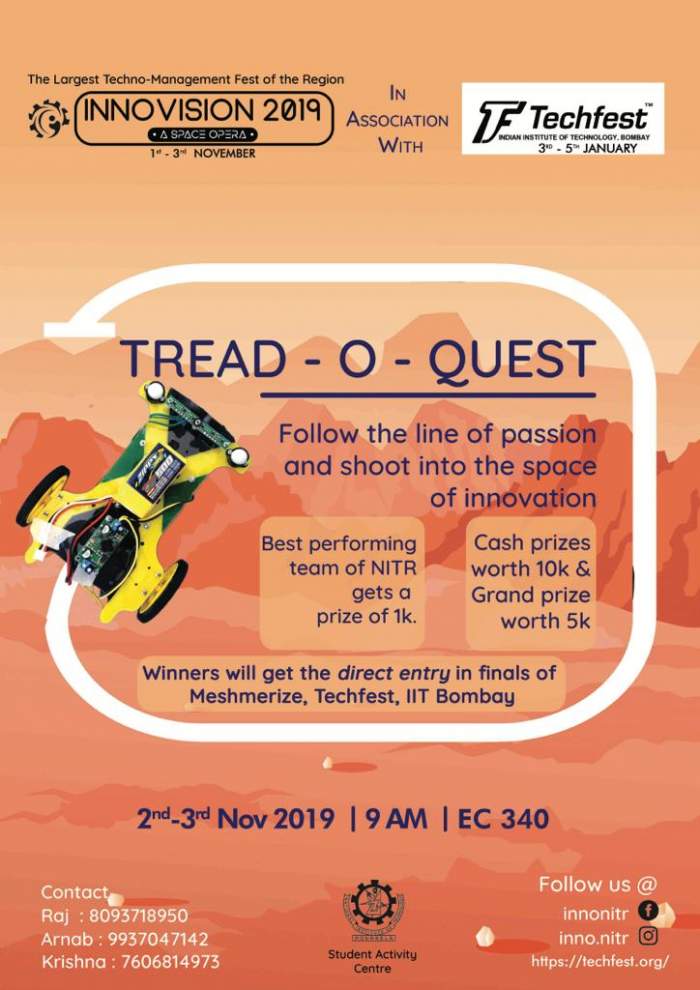 The Largest Techno-Management Fest of the Region
INNOVISION 2019
• A SPACE OPERA •
1st - 3rd NOVEMBER
IN
ASSOCIATION
WITH
TF Techfest™
INDIAN INSTITUTE OF TECHNOLOGY, BOMBAY
3RD - 5TH JANUARY
TREAD - O - QUEST
Follow the line of passion
and shoot into the space
of innovation
Best performing
team of NITR
gets a
prize of 1k.
Cash prizes
worth 10k &
Grand prize
worth 5k
Winners will get the direct entry in finals of
Meshmerize, Techfest, IIT Bombay
2nd-3rd Nov 2019 | 9 AM | EC 340
Contact
Raj : 8093718950
Arnab : 9937047142
Krishna : 7606814973
Student Activity
Centre
Follow us @
innonitr
inno.nitr
https://techfest.org/